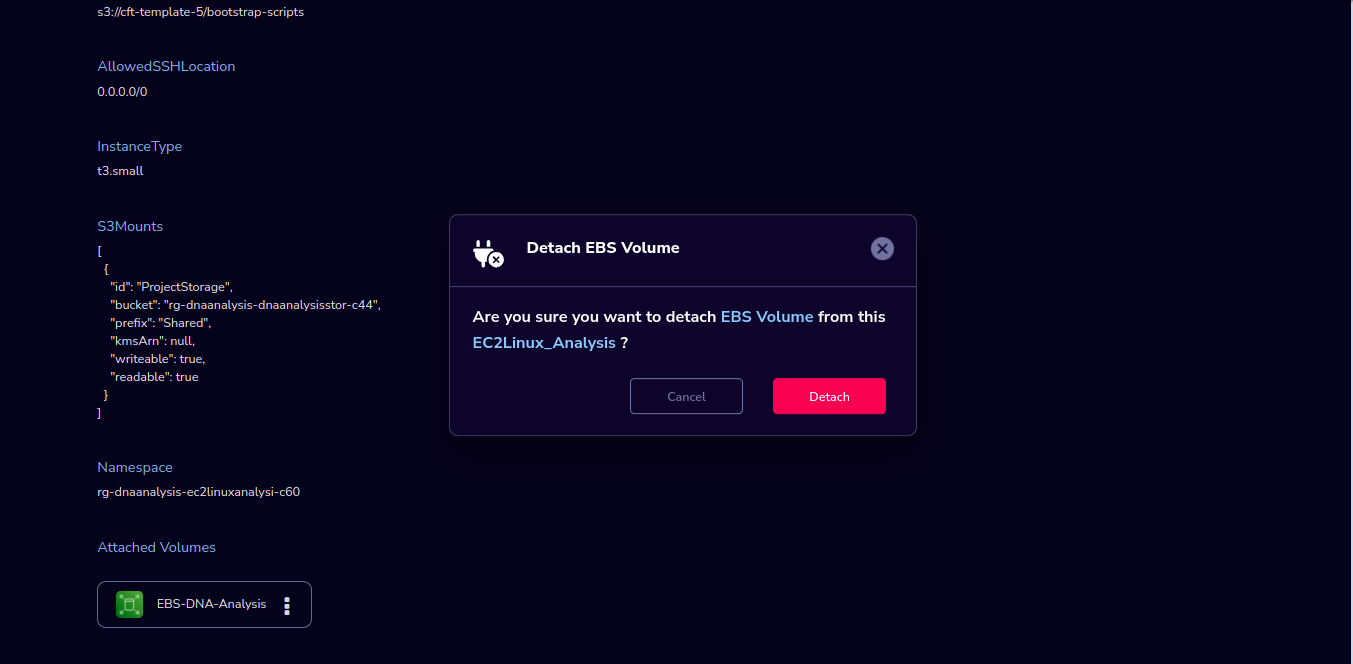 s3://cft-template-5/bootstrap-scripts
AllowedSSHLocation
0.0.0.0/0
InstanceType
t3.small
S3Mounts
[
{
"id": "ProjectStorage",
"bucket": "rg-dnaanalysis-dnaanalysisstor-c44",
"prefix": "Shared",
"kmsArn": null,
"writeable": true,
"readable": true
}
]
Namespace
rg-dnaanalysis-ec2linuxanalysi-c60
Attached Volumes
EBS-DNA-Analysis
Detach EBS Volume
Are you sure you want to detach EBS Volume from this
EC2Linux_Analysis ?
Cancel
Detach